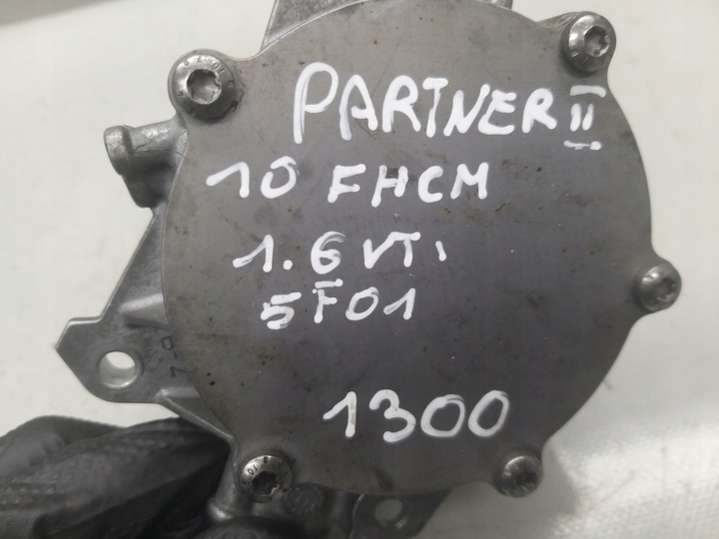 PARTNER II
10 FHCM
1.6 VTi
5F01
1300